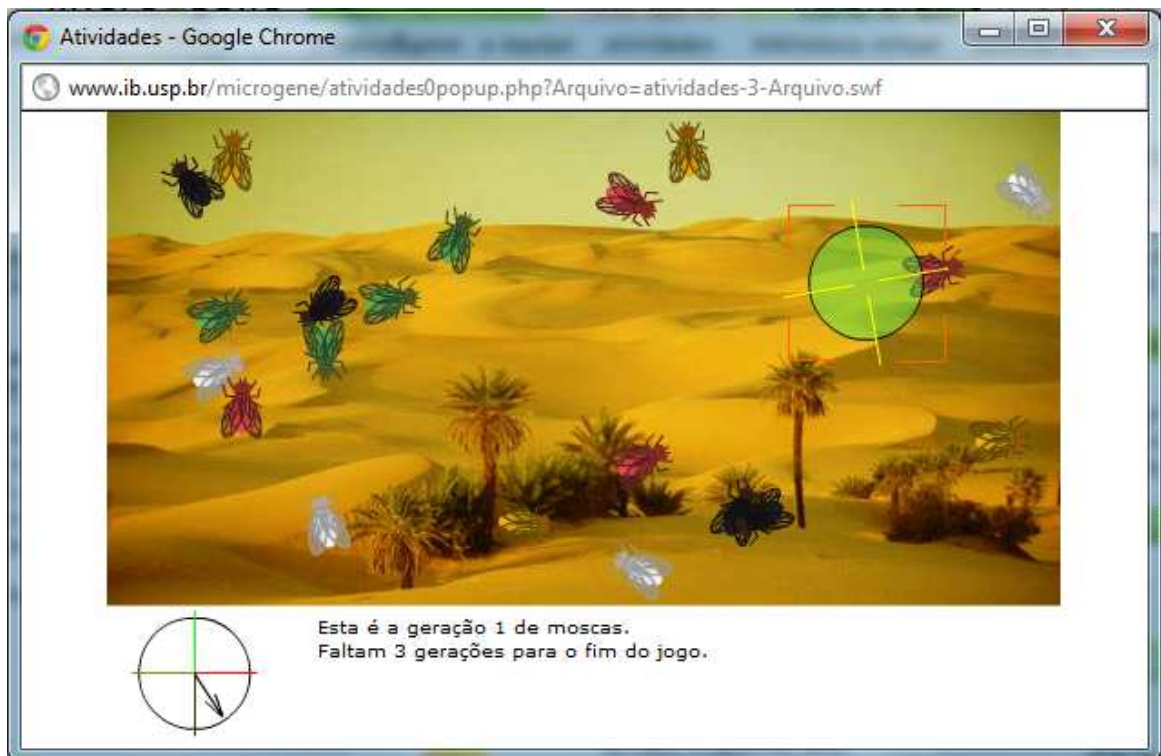 Atividades - Google Chrome
www.ib.usp.br/microgene/atividades0popup.php?Arquivo=atividades-3-Arquivo.swf
Esta é a geração 1 de moscas.
Faltam 3 gerações para o fim do jogo.